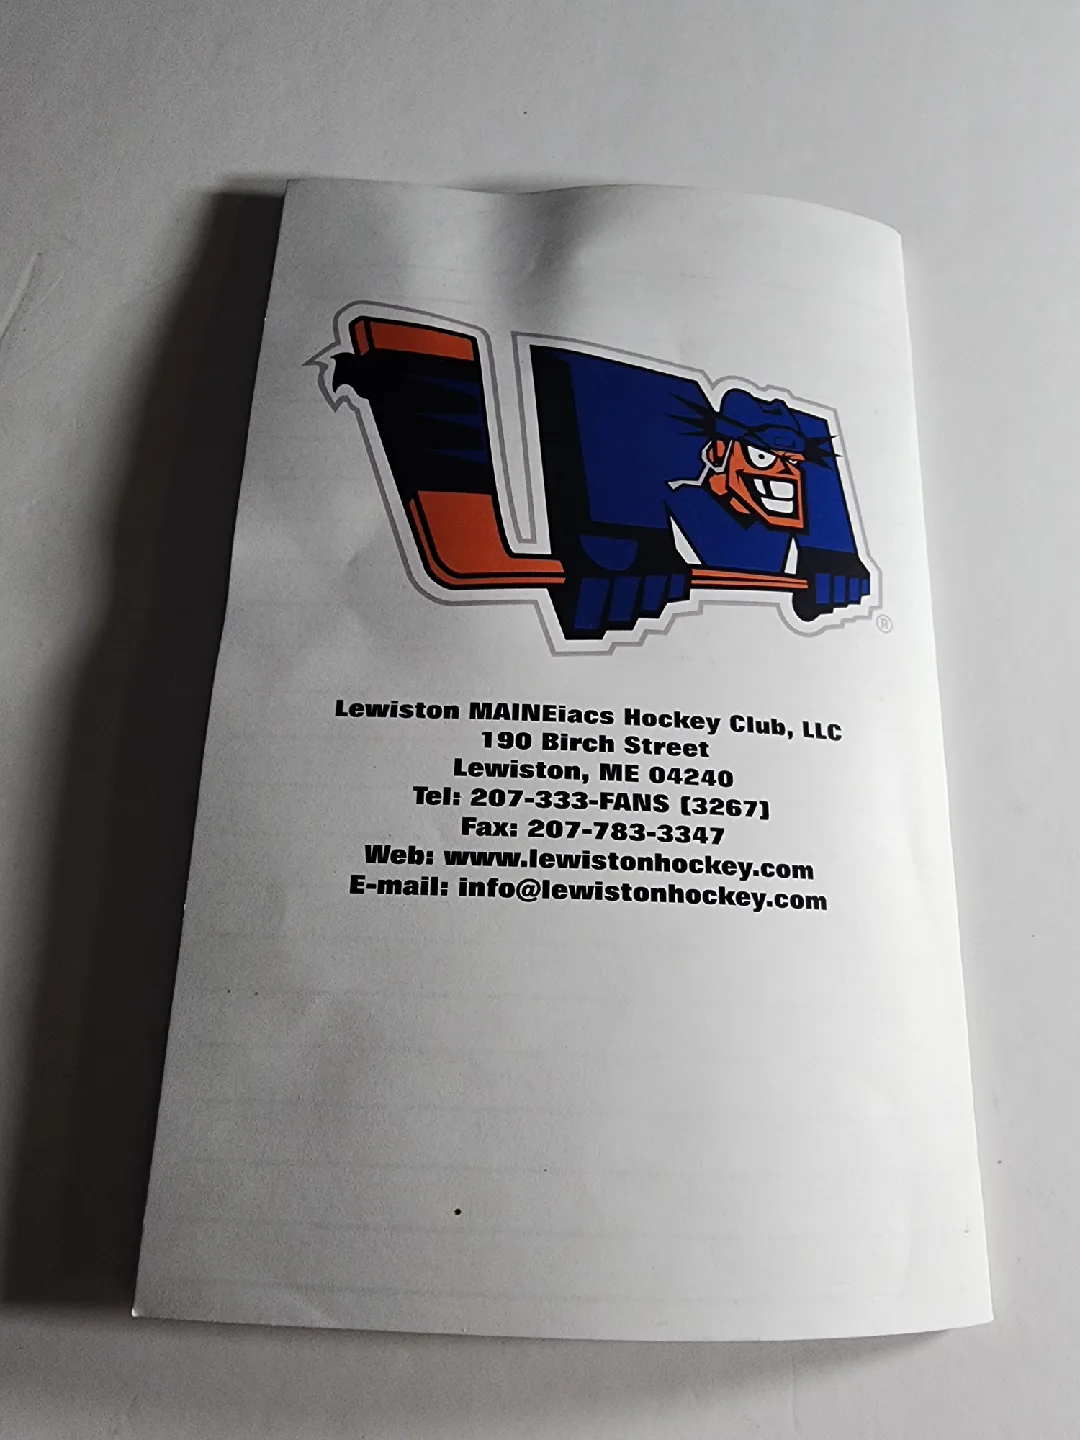 ®
Lewiston MAINEiacs Hockey Club, LLC
190 Birch Street
Lewiston, ME 04240
Tel: 207-333-FANS (3267)
Fax: 207-783-3347
Web: www.lewistonhockey.com
E-mail: info@lewistonhockey.com